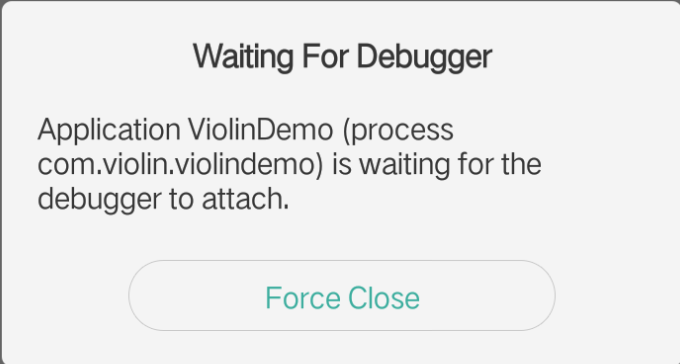 Waiting For Debugger
Application ViolinDemo (process
com.violin.violindemo) is waiting for the
debugger to attach.
Force Close